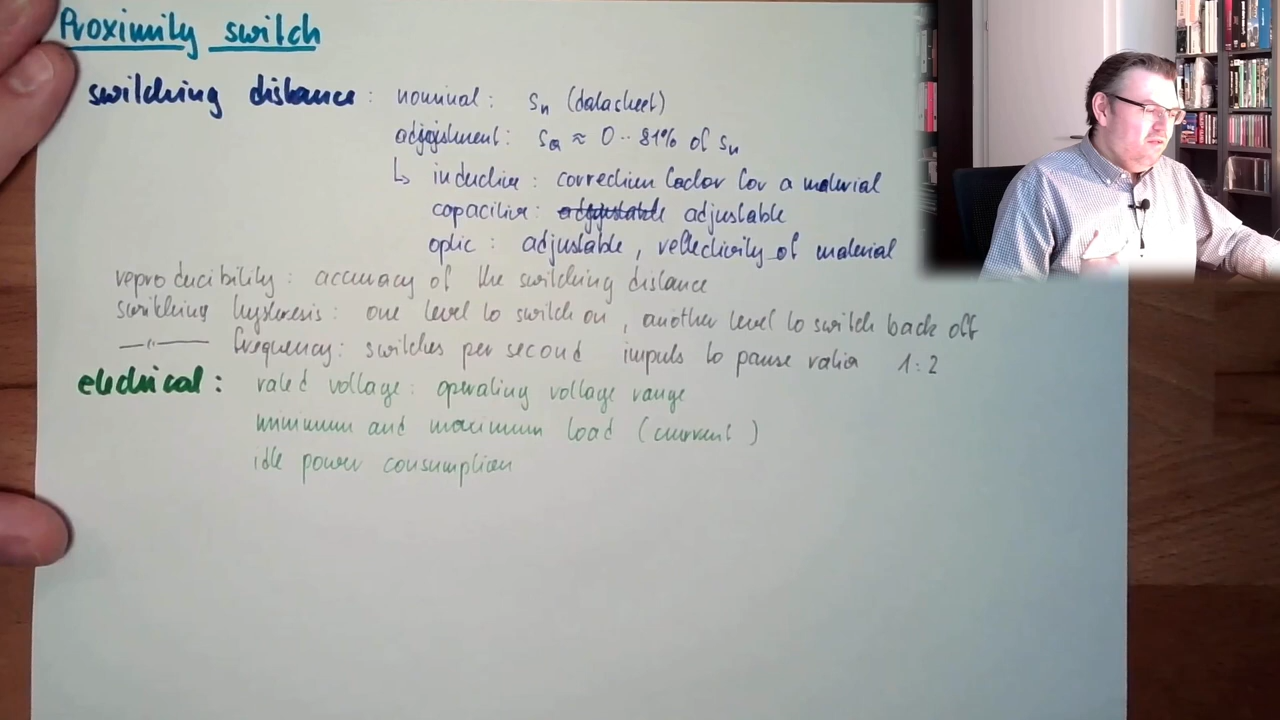 Proximity switch
switching distance: nominal: sn (datasheet)
adjustment: sa ≈ 0..81% of sn
↳ inductive: correction factor for a material
capacitive: adjustable adjustable
optic: adjustable, reflectivity of material
reproducibility: accuracy of the switching distance
switching hysteresis: one level to switch on, another level to switch back off
—"— frequency: switches per second impuls to pause ratio 1:2
electrical: rated voltage: operating voltage range
minimum and maximum load (current)
idle power consumption